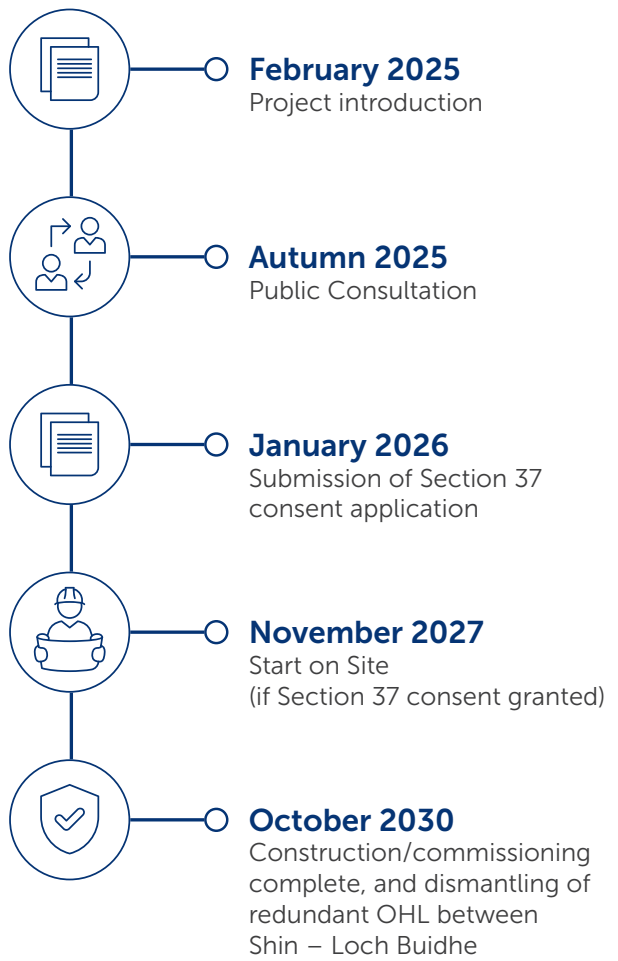 February 2025
Project introduction
Autumn 2025
Public Consultation
January 2026
Submission of Section 37
consent application
November 2027
Start on Site
(if Section 37 consent granted)
October 2030
Construction/commissioning
complete, and dismantling of
redundant OHL between
Shin – Loch Buidhe